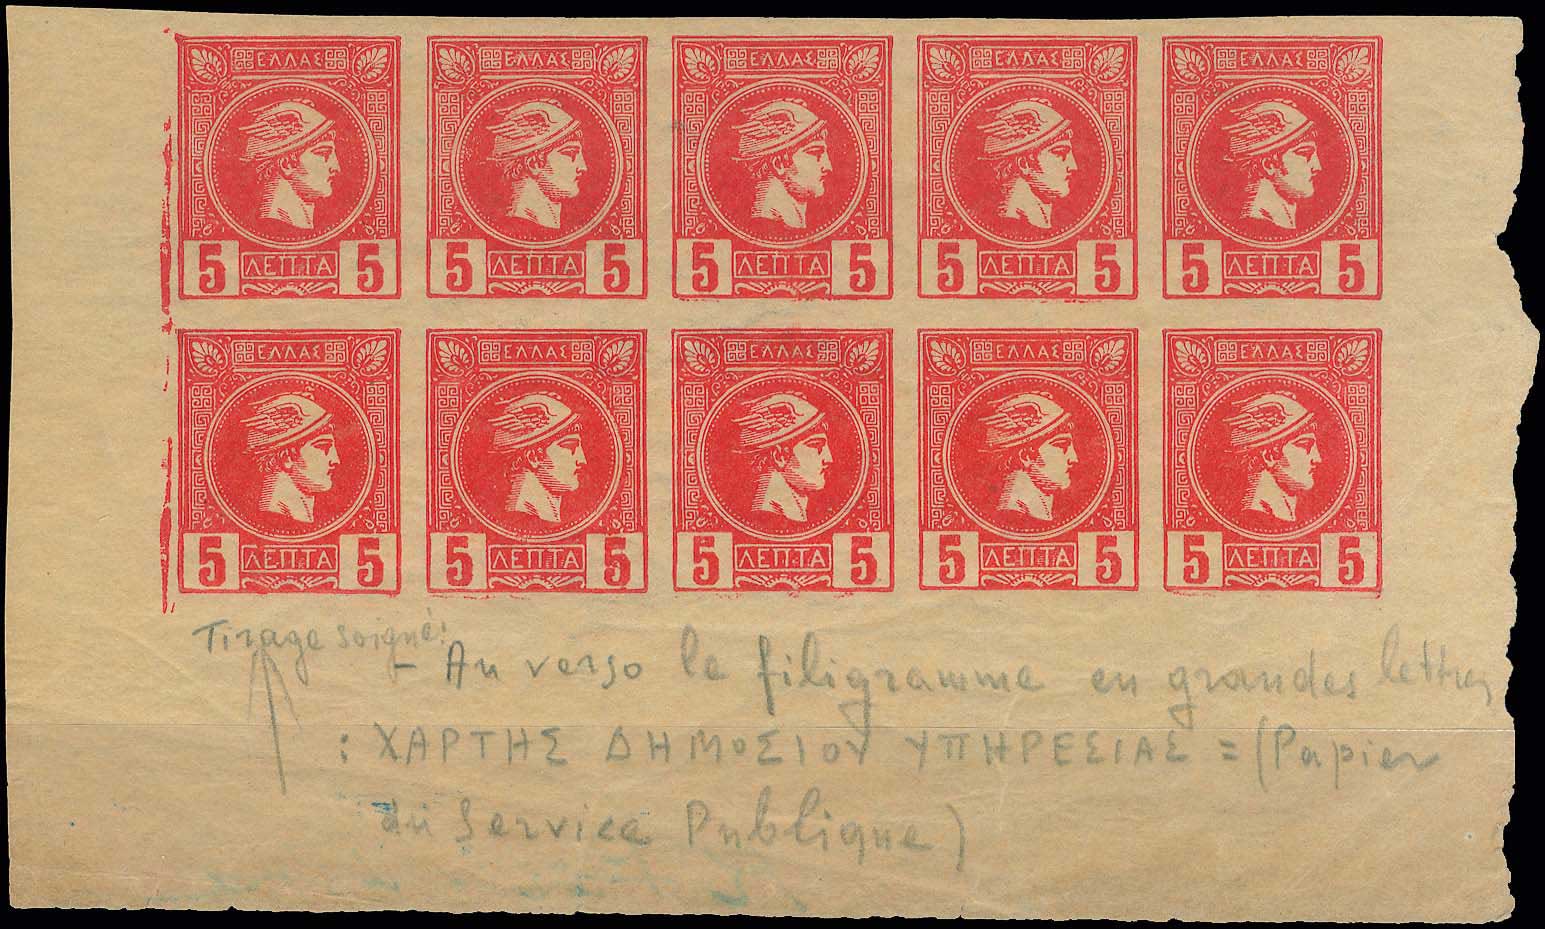 ΕΛΛΑΣ ΕΛΛΑΣ ΕΛΛΑΣ ΕΛΛΑΣ ΕΛΛΑΣ
5 ΛΕΠΤΑ 5 5 ΛΕΠΤΑ 5 5 ΛΕΠΤΑ 5 5 ΛΕΠΤΑ 5 5 ΛΕΠΤΑ 5
ΕΛΛΑΣ ΕΛΛΑΣ ΕΛΛΑΣ ΕΛΛΑΣ ΕΛΛΑΣ
5 ΛΕΠΤΑ 5 5 ΛΕΠΤΑ 5 5 ΛΕΠΤΑ 5 5 ΛΕΠΤΑ 5 5 ΛΕΠΤΑ 5
Tirage soigné:
- Au verso le filigramme en grandes lettres
: ΧΑΡΤΗΣ ΔΗΜΟΣΙΟΥ ΥΠΗΡΕΣΙΑΣ = (Papier
du Service Publique)